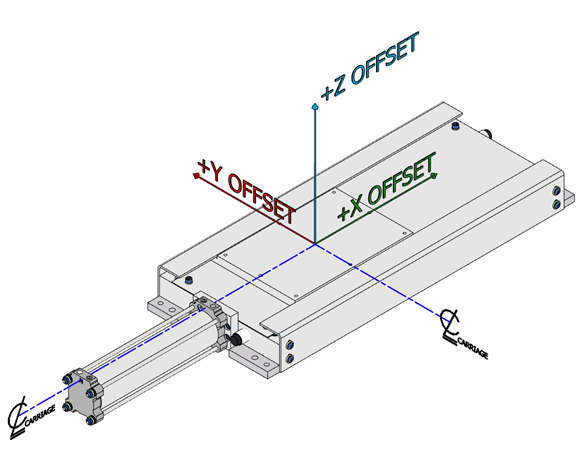 +Z OFFSET
+Y OFFSET
+X OFFSET
CARRIAGE
CARRIAGE